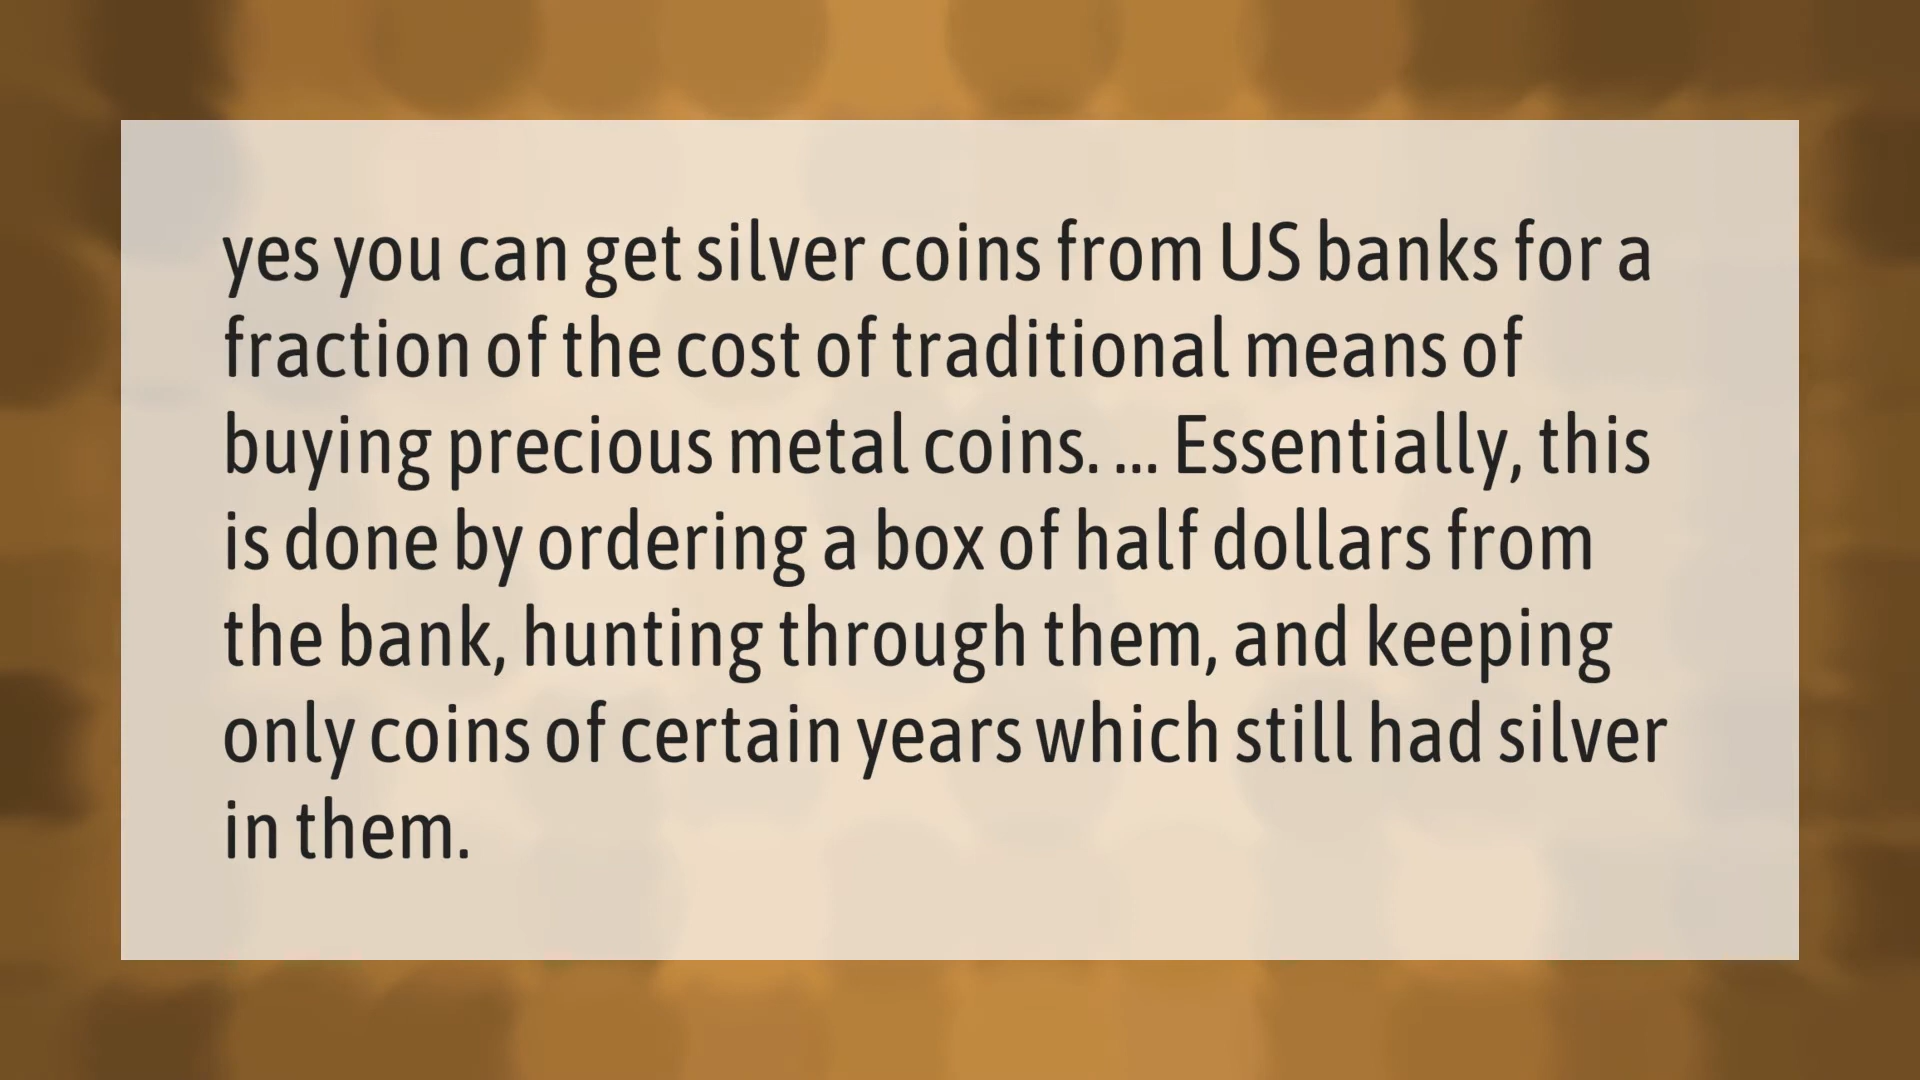 yes you can get silver coins from US banks for a
fraction of the cost of traditional means of
buying precious metal coins. ... Essentially, this
is done by ordering a box of half dollars from
the bank, hunting through them, and keeping
only coins of certain years which still had silver
in them.